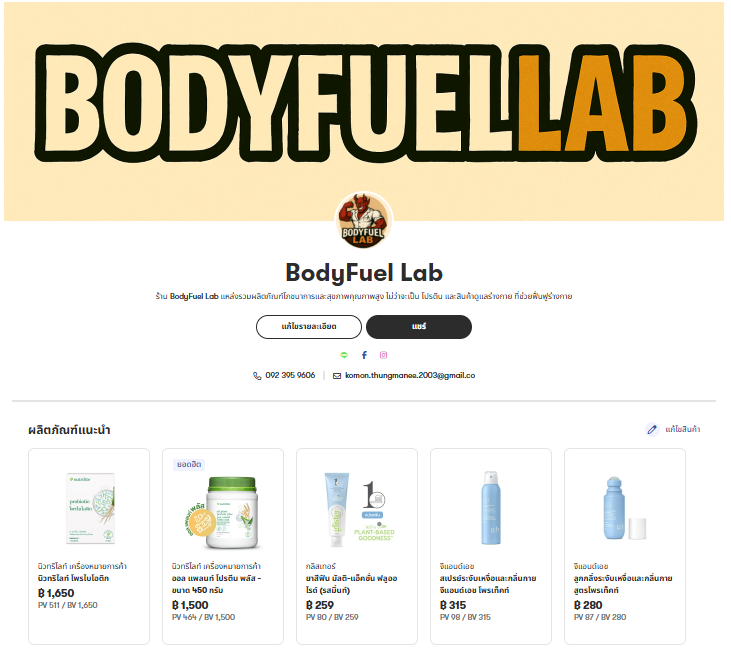 BODYFUELLAB
BODYFUEL
LAB
BodyFuel Lab
ร้าน BodyFuel Lab แหล่งรวมผลิตภัณฑ์โภชนาการและสุขภาพคุณภาพสูง ไม่ว่าจะเป็น โปรตีน และสินค้าดูแลร่างกาย ที่ช่วยฟื้นฟูร่างกาย
แก้ไขรายละเอียด
แชร์
092 395 9606
komon.thungmanee.2003@gmail.co
ผลิตภัณฑ์แนะนำ
แก้ไขสินค้า
nutrilite
probiotic
โพรไบโอติก
นิวทริไลท์ เครื่องหมายการค้า
นิวทริไลท์ โพรไบโอติก
฿ 1,650
PV 511 / BV 1,650
ยอดฮิต
นิวทริไลท์ เครื่องหมายการค้า
ออล แพลนท์ โปรตีน พลัส -
ขนาด 450 กรัม
฿ 1,500
PV 464 / BV 1,500
PLANT-BASED
GOODNESS
กลิสเทอร์
ยาสีฟัน มัลติ-แอ็คชั่น ฟลูออ
ไรด์ (รสมิ้นท์)
฿ 259
PV 80 / BV 259
จีแอนด์เอช
สเปรย์ระงับเหงื่อและกลิ่นกาย
จีแอนด์เอช โพรเท็คท์
฿ 315
PV 98 / BV 315
จีแอนด์เอช
ลูกกลิ้งระงับเหงื่อและกลิ่นกาย
สูตรโพรเท็คท์
฿ 280
PV 87 / BV 280